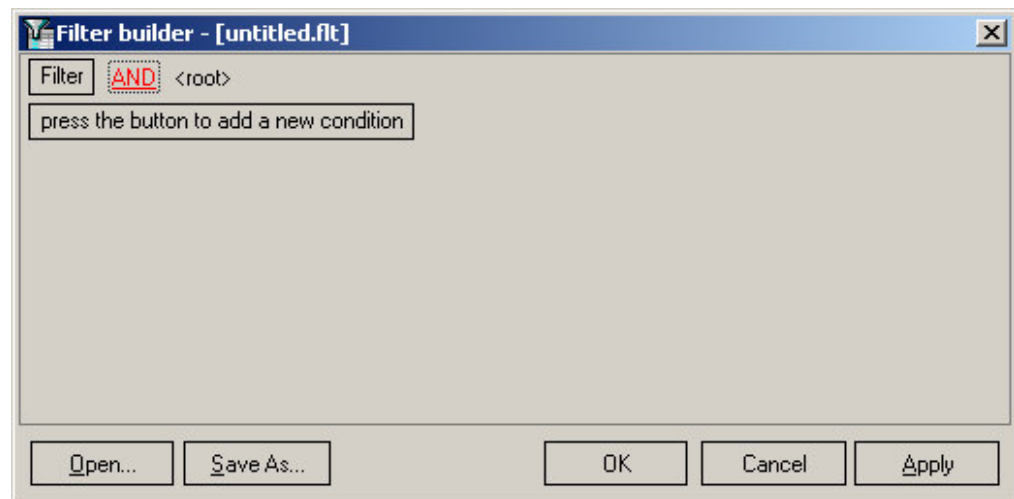 Filter builder - [untitled.flt]
Filter AND <root>
press the button to add a new condition
Open... Save As... OK Cancel Apply